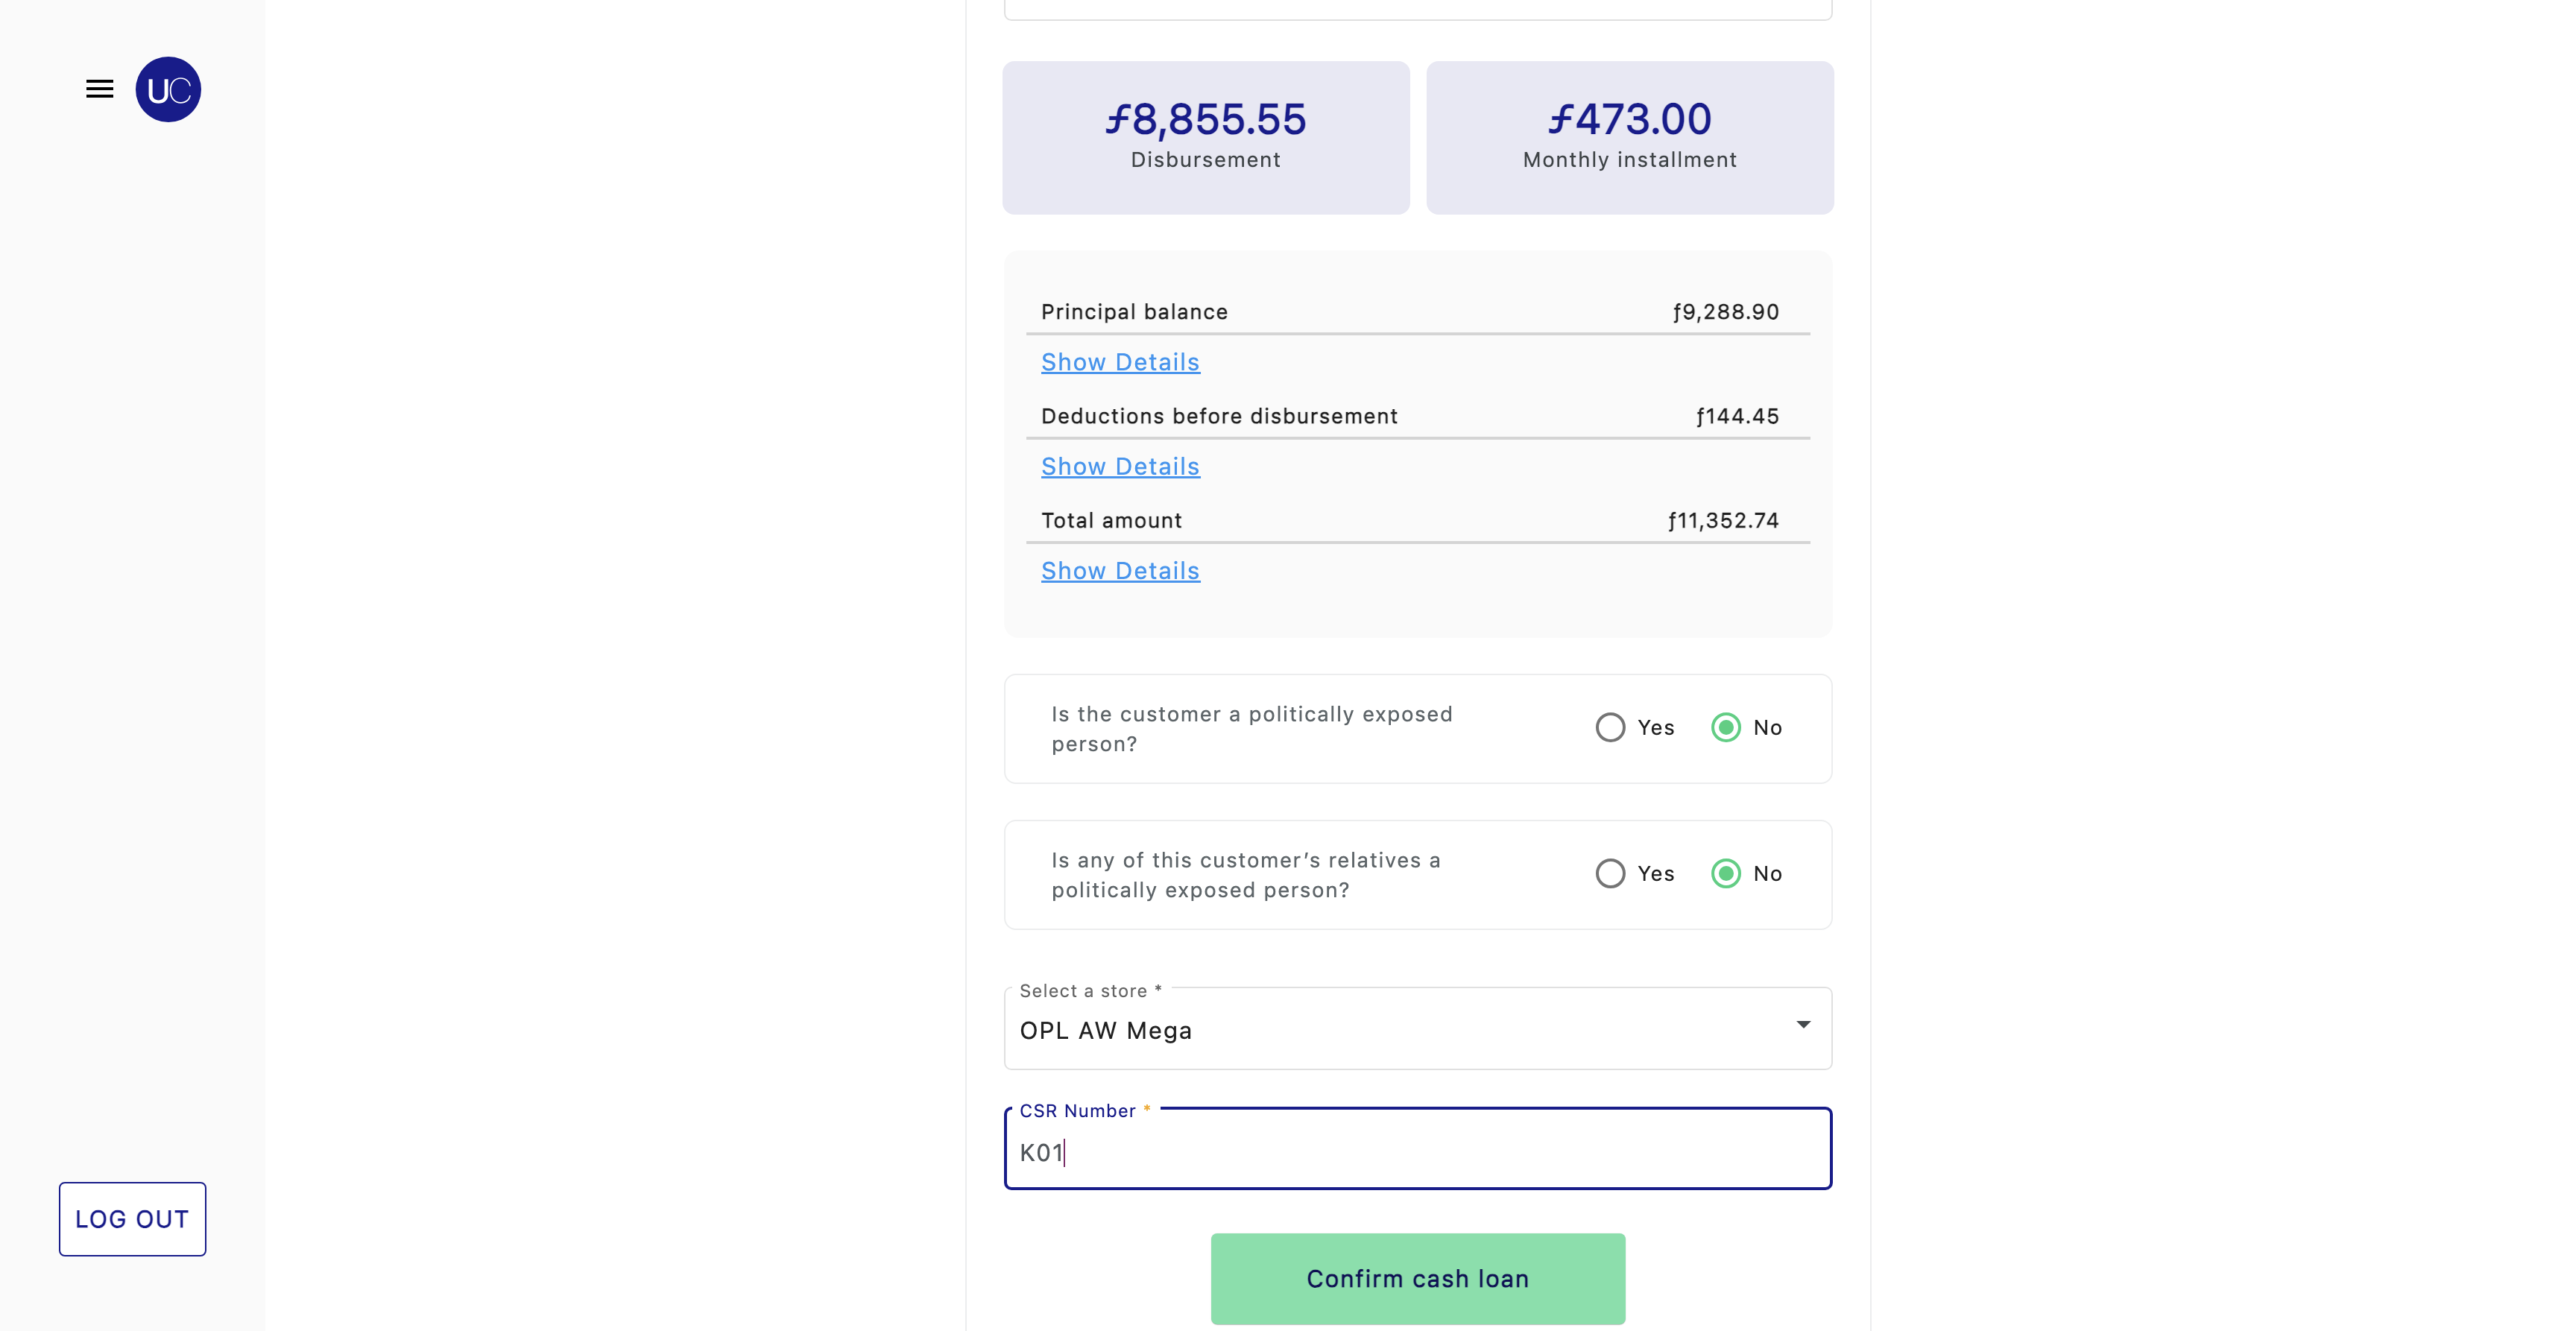 UC
ƒ8,855.55
Disbursement
ƒ473.00
Monthly installment
Principal balance ƒ9,288.90
Show Details
Deductions before disbursement ƒ144.45
Show Details
Total amount ƒ11,352.74
Show Details
Is the customer a politically exposed
person?
Yes No
Is any of this customer’s relatives a
politically exposed person?
Yes No
Select a store *
OPL AW Mega
CSR Number *
K01
LOG OUT
Confirm cash loan